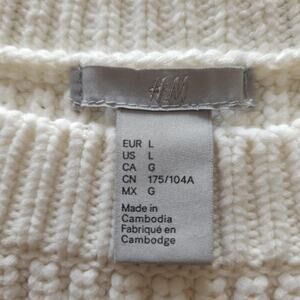 H&M
EUR L
US L
CA G
CN 175/104A
MX G
Made in
Cambodia
Fabriqué en
Cambodge